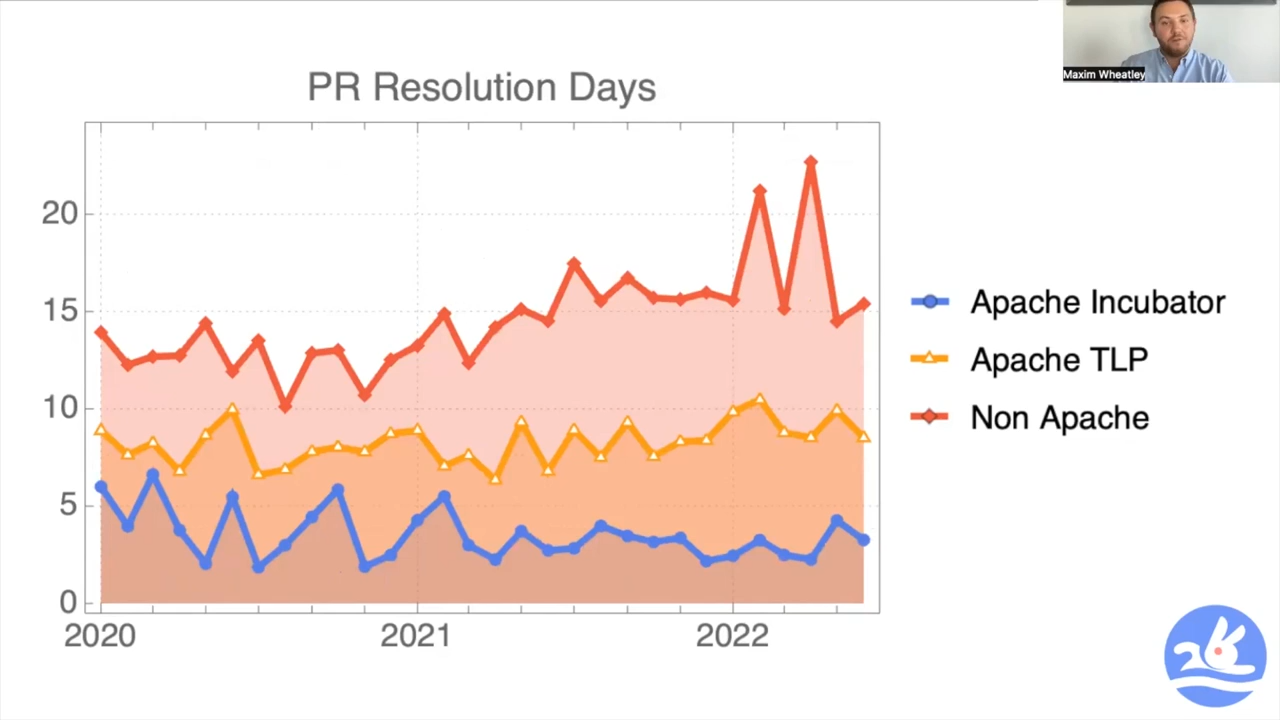 Maxim Wheatley
PR Resolution Days
20
15
10
5
0
2020
2021
2022
Apache Incubator
Apache TLP
Non Apache